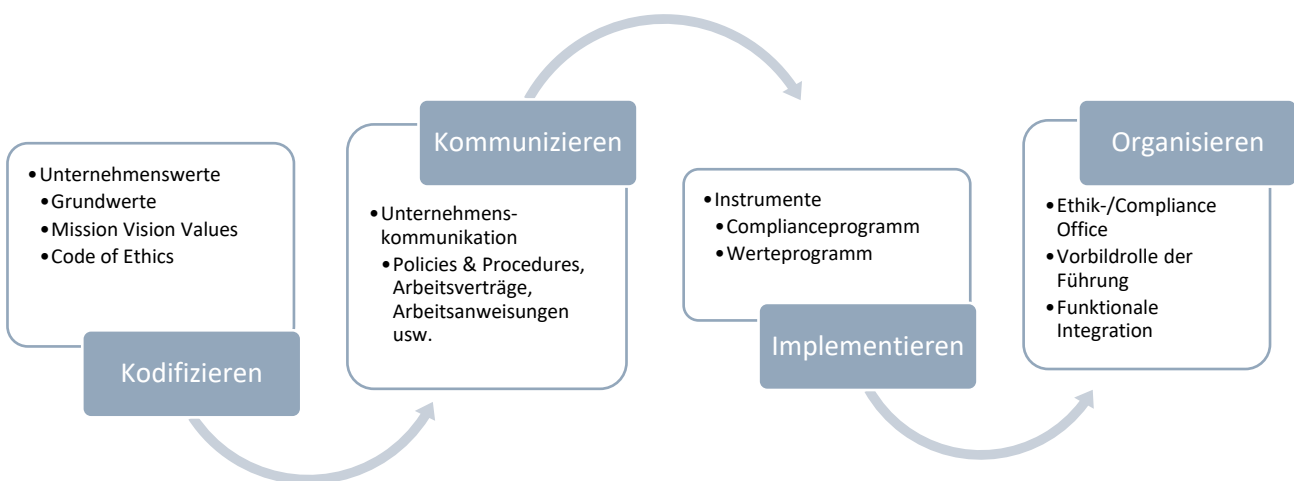 • Unternehmenswerte
• Grundwerte
• Mission Vision Values
• Code of Ethics
Kodifizieren
Kommunizieren
• Unternehmens-
kommunikation
• Policies & Procedures,
Arbeitsverträge,
Arbeitsanweisungen
usw.
• Instrumente
• Complianceprogramm
• Werteprogramm
Implementieren
Organisieren
• Ethik-/Compliance
Office
• Vorbildrolle der
Führung
• Funktionale
Integration